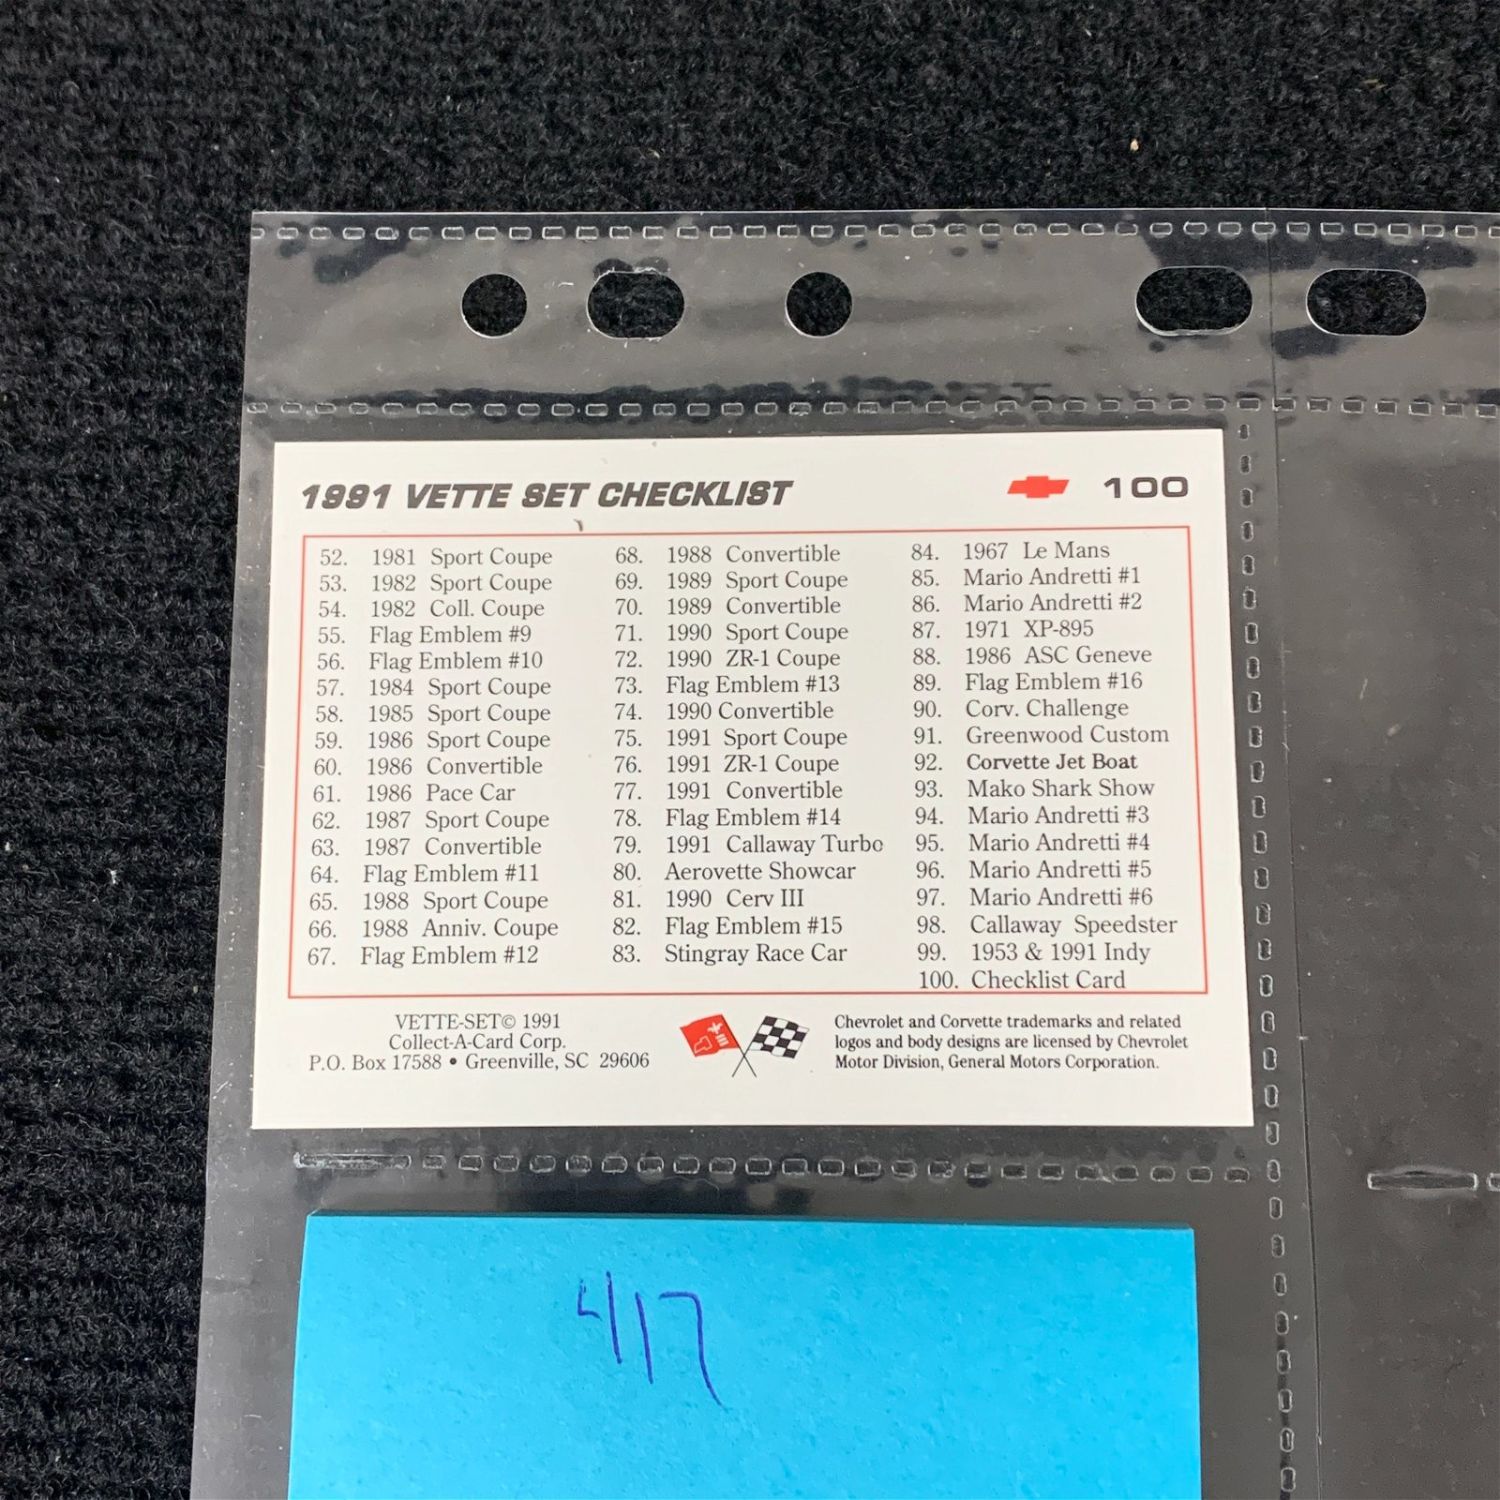 1991 VETTE SET CHECKLIST 100
52. 1981 Sport Coupe
53. 1982 Sport Coupe
54. 1982 Coll. Coupe
55. Flag Emblem #9
56. Flag Emblem #10
57. 1984 Sport Coupe
58. 1985 Sport Coupe
59. 1986 Sport Coupe
60. 1986 Convertible
61. 1986 Pace Car
62. 1987 Sport Coupe
63. 1987 Convertible
64. Flag Emblem #11
65. 1988 Sport Coupe
66. 1988 Anniv. Coupe
67. Flag Emblem #12
68. 1988 Convertible
69. 1989 Sport Coupe
70. 1989 Convertible
71. 1990 Sport Coupe
72. 1990 ZR-1 Coupe
73. Flag Emblem #13
74. 1990 Convertible
75. 1991 Sport Coupe
76. 1991 ZR-1 Coupe
77. 1991 Convertible
78. Flag Emblem #14
79. 1991 Callaway Turbo
80. Aerovette Showcar
81. 1990 Cerv III
82. Flag Emblem #15
83. Stingray Race Car
84. 1967 Le Mans
85. Mario Andretti #1
86. Mario Andretti #2
87. 1971 XP-895
88. 1986 ASC Geneve
89. Flag Emblem #16
90. Corv. Challenge
91. Greenwood Custom
92. Corvette Jet Boat
93. Mako Shark Show
94. Mario Andretti #3
95. Mario Andretti #4
96. Mario Andretti #5
97. Mario Andretti #6
98. Callaway Speedster
99. 1953 & 1991 Indy
100. Checklist Card
VETTE-SET© 1991
Collect-A-Card Corp.
P.O. Box 17588 • Greenville, SC 29606
Chevrolet and Corvette trademarks and related
logos and body designs are licensed by Chevrolet
Motor Division, General Motors Corporation.
417